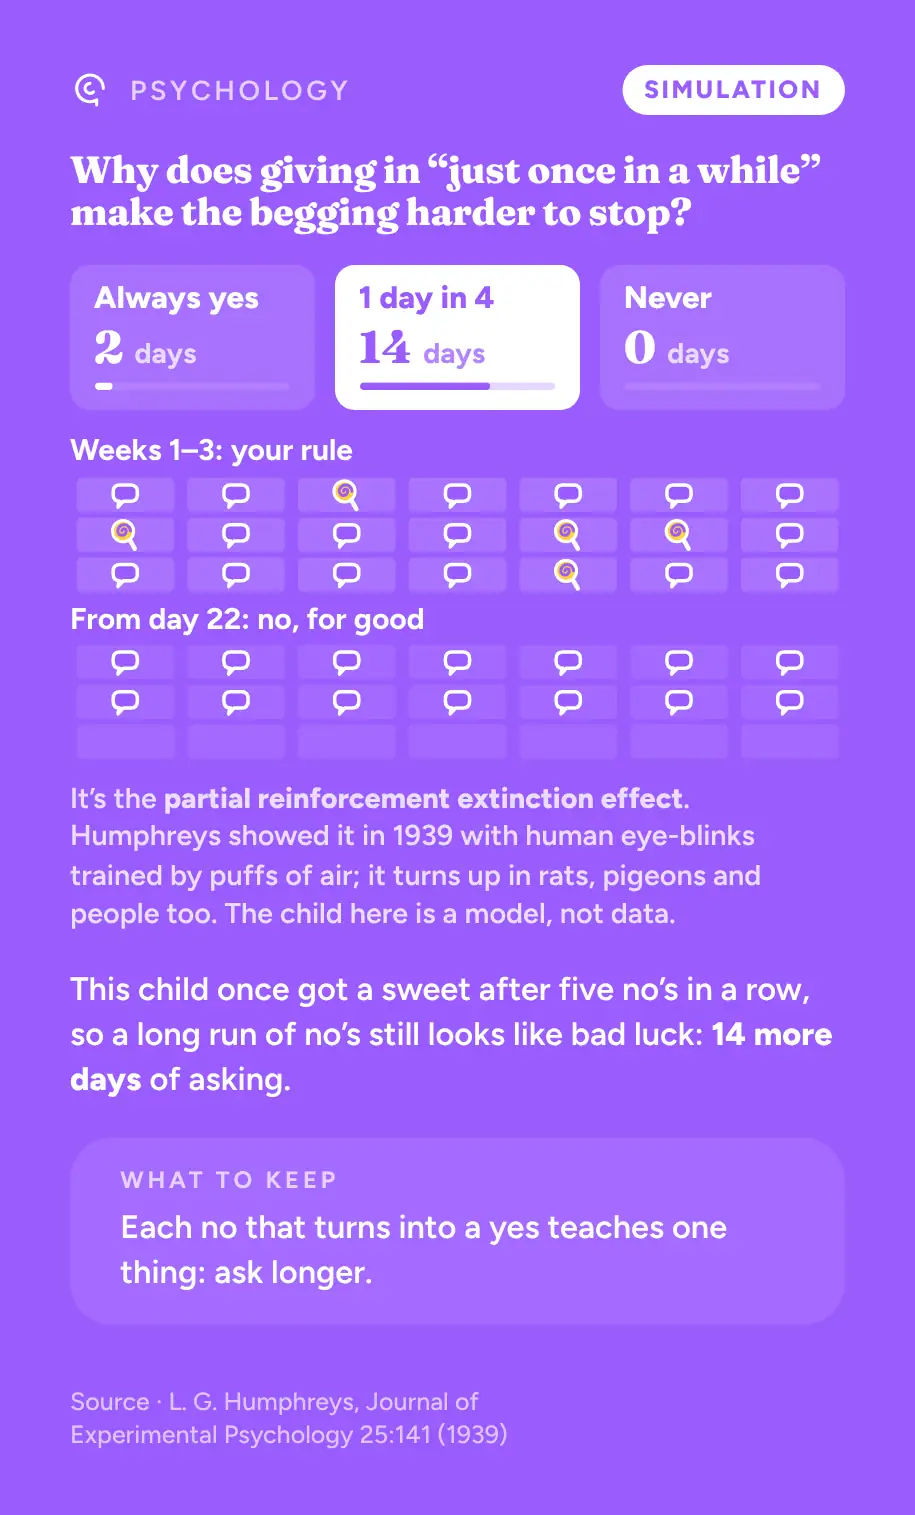 PSYCHOLOGY
SIMULATION
Why does giving in “just once in a while”
make the begging harder to stop?
Always yes
2 days
1 day in 4
14 days
Never
0 days
Weeks 1–3: your rule
From day 22: no, for good
It’s the partial reinforcement extinction effect.
Humphreys showed it in 1939 with human eye-blinks
trained by puffs of air; it turns up in rats, pigeons and
people too. The child here is a model, not data.
This child once got a sweet after five no’s in a row,
so a long run of no’s still looks like bad luck: 14 more
days of asking.
WHAT TO KEEP
Each no that turns into a yes teaches one
thing: ask longer.
Source · L. G. Humphreys, Journal of
Experimental Psychology 25:141 (1939)